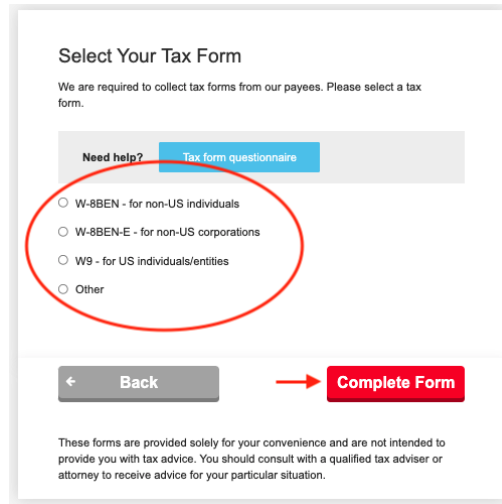 Select Your Tax Form
We are required to collect tax forms from our payees. Please select a tax
form.
Need help? Tax form questionnaire
W-8BEN - for non-US individuals
W-8BEN-E - for non-US corporations
W9 - for US individuals/entities
Other
Back Complete Form
These forms are provided solely for your convenience and are not intended to
provide you with tax advice. You should consult with a qualified tax adviser or
attorney to receive advice for your particular situation.